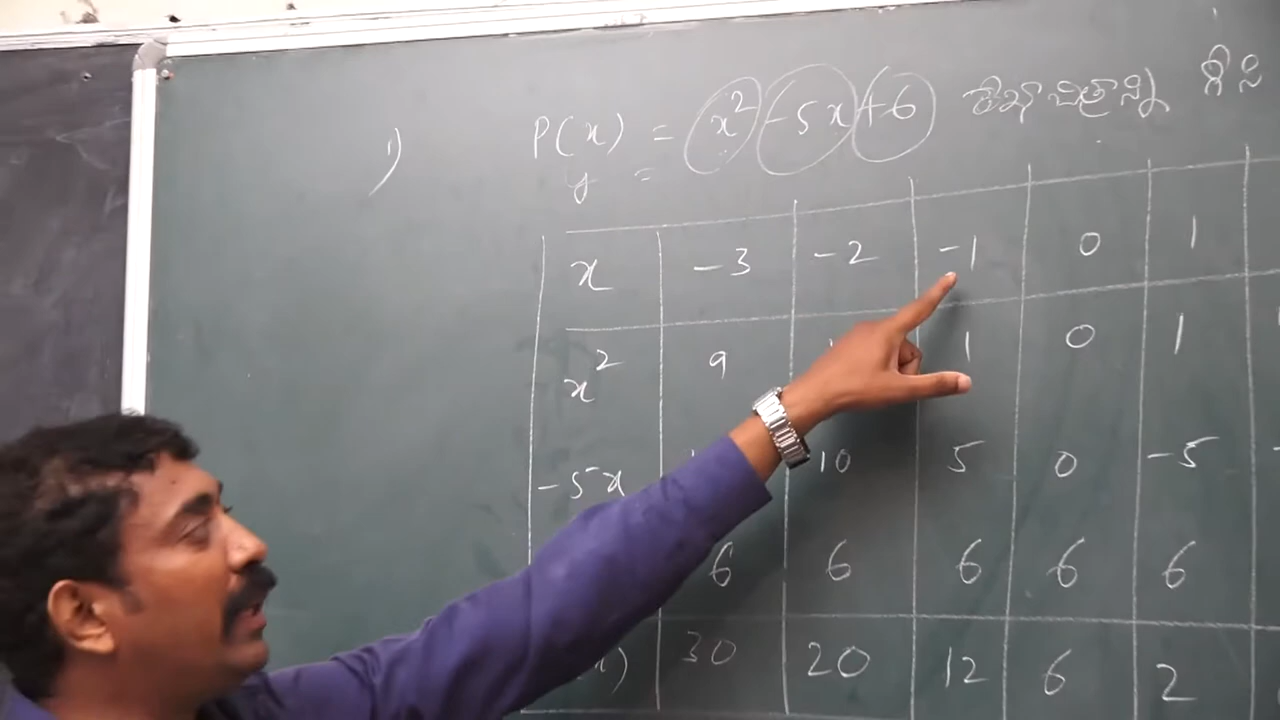 1) P(x) = x² -5x +6 ರೇಖಾಚಿತ್ರವನ್ನು
y =
x -3 -2 -1 0 1
x² 9 1 0 1
-5x 10 5 0 -5
6 6 6 6 6
x) 30 20 12 6 2